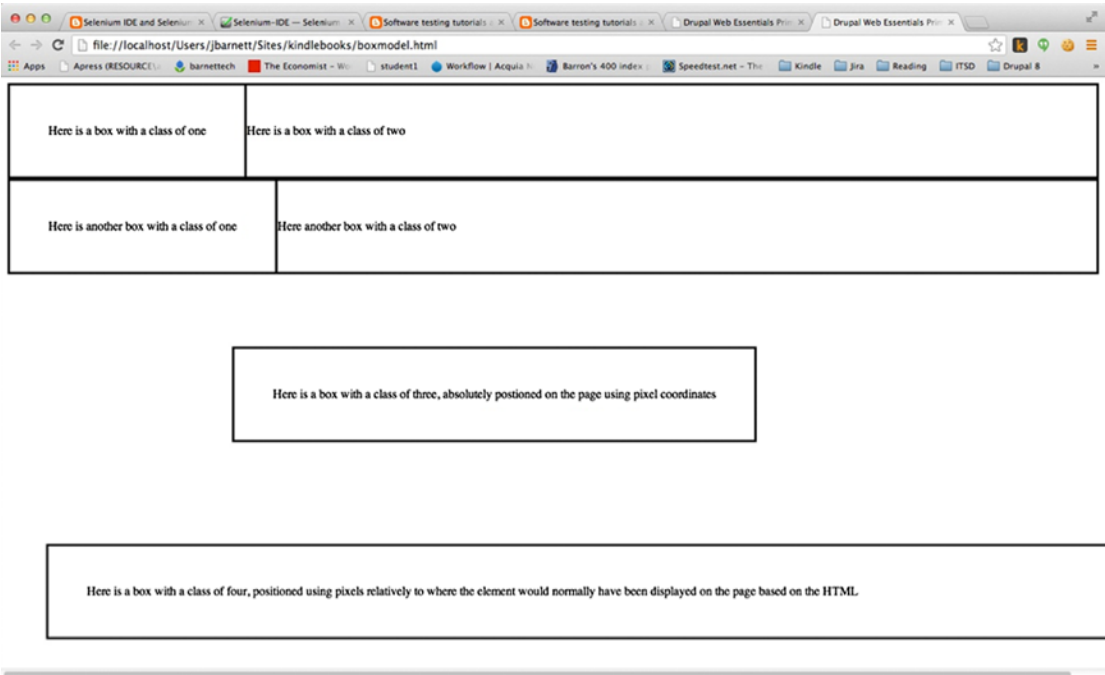 Selenium IDE and Selenium
Selenium-IDE — Selenium
Software testing tutorials
Software testing tutorials
Drupal Web Essentials Prim
Drupal Web Essentials Prim
file://localhost/Users/jbarnett/Sites/kindlebooks/boxmodel.html
Apps Apress (RESOURCE) barnettech The Economist - Wo student1 Workflow | Acquia N Barron's 400 index Speedtest.net - The Kindle Jira Reading ITSD Drupal 8 »
Here is a box with a class of one
Here is a box with a class of two
Here is another box with a class of one
Here another box with a class of two
Here is a box with a class of three, absolutely postioned on the page using pixel coordinates
Here is a box with a class of four, positioned using pixels relatively to where the element would normally have been displayed on the page based on the HTML